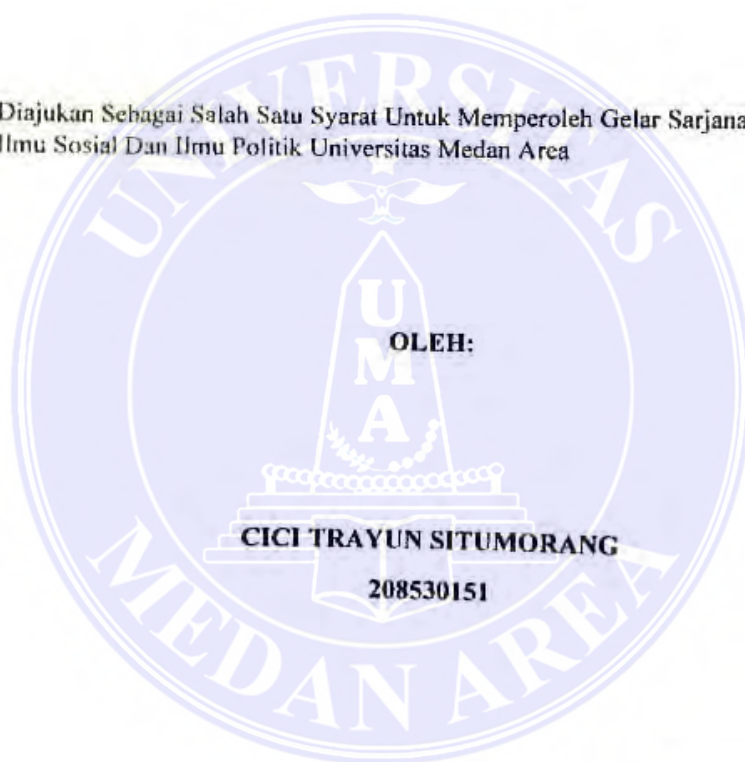 Diajukan Sebagai Salah Satu Syarat Untuk Memperoleh Gelar Sarjana
Ilmu Sosial Dan Ilmu Politik Universitas Medan Area
UNIVERSITAS
UMA
OLEH:
CICI TRAYUN SITUMORANG
208530151
MEDAN AREA